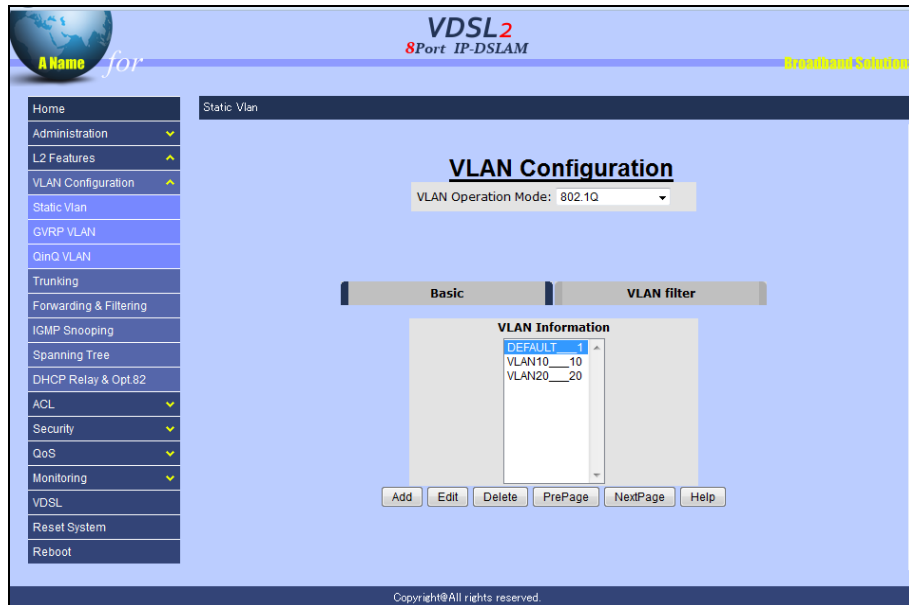 VDSL2
8Port IP-DSLAM
A Name for
Broadband Solution
Home
Administration
L2 Features
VLAN Configuration
Static Vlan
GVRP VLAN
QinQ VLAN
Trunking
Forwarding & Filtering
IGMP Snooping
Spanning Tree
DHCP Relay & Opt.82
ACL
Security
QoS
Monitoring
VDSL
Reset System
Reboot
Static Vlan
VLAN Configuration
VLAN Operation Mode: 802.1Q
Basic VLAN filter
VLAN Information
DEFAULT___1
VLAN10___10
VLAN20___20
Add Edit Delete PrePage NextPage Help
Copyright@All rights reserved.